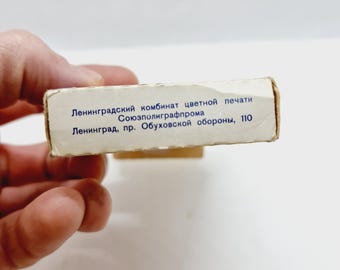 Ленинградский комбинат цветной печати
Союзполиграфпрома
Ленинград, пр. Обуховской обороны, 110